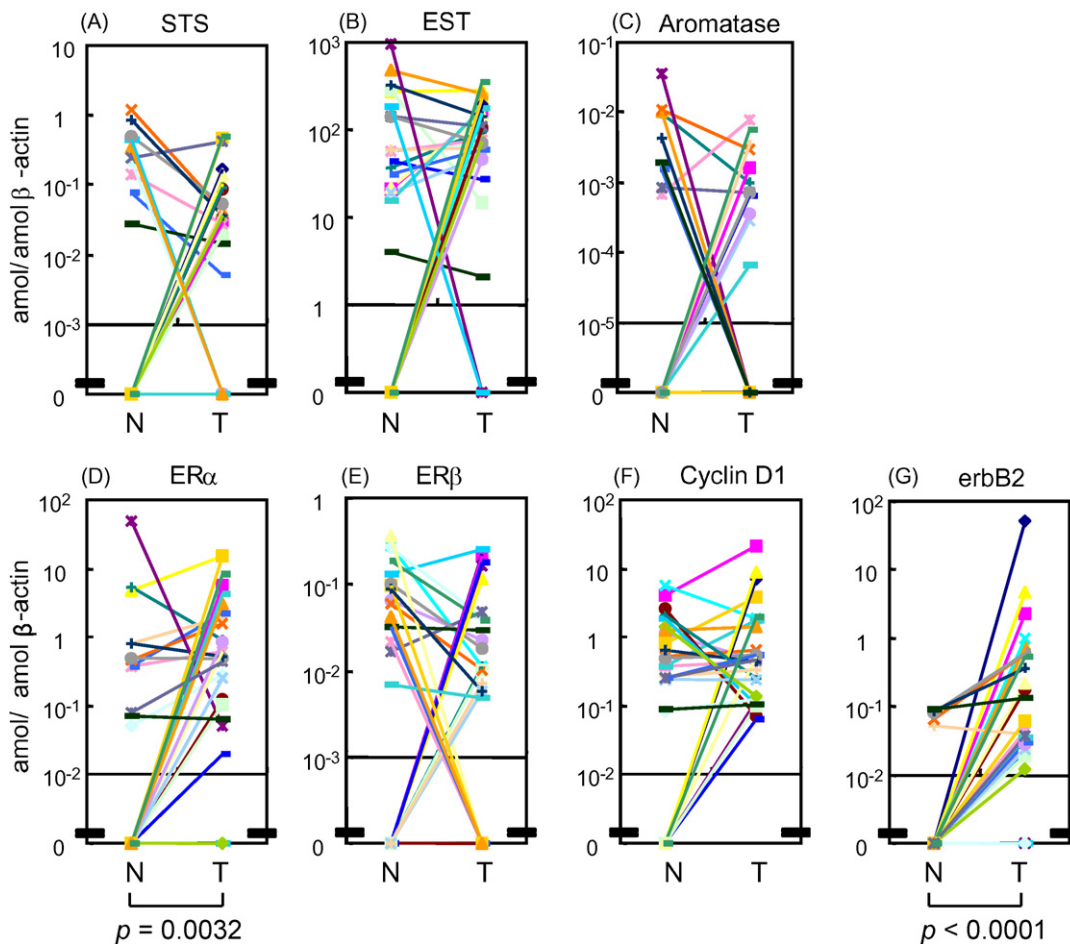 (A) STS
(B) EST
(C) Aromatase
amol/ amol β -actin
10
1
10-1
10-2
10-3
0
N T
10³
10²
10
1
0
N T
10-1
10-2
10-3
10-4
10-5
0
N T
(D) ERα
(E) ERβ
(F) Cyclin D1
(G) erbB2
amol/ amol β-actin
10²
10
1
10-1
10-2
0
N T
p = 0.0032
1
10-1
10-2
10-3
0
N T
10²
10
1
10-1
10-2
0
N T
10²
10
1
10-1
10-2
0
N T
p < 0.0001